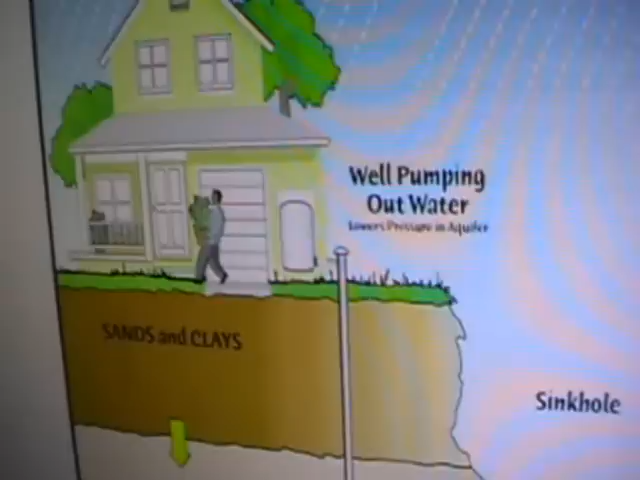 Well Pumping
Out Water
Lowers Pressure in Aquifer
SANDS and CLAYS
Sinkhole